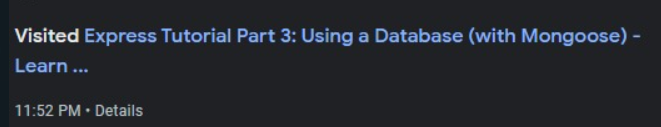 Visited Express Tutorial Part 3: Using a Database (with Mongoose) -
Learn ...
11:52 PM • Details